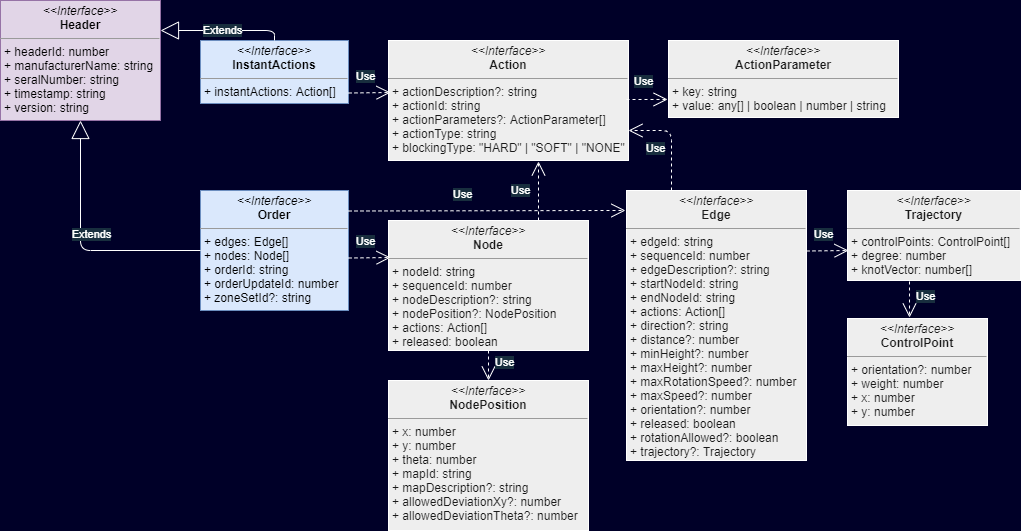 <<Interface>>
Header
+ headerId: number
+ manufacturerName: string
+ seralNumber: string
+ timestamp: string
+ version: string
Extends
<<Interface>>
InstantActions
+ instantActions: Action[]
Use
<<Interface>>
Action
+ actionDescription?: string
+ actionId: string
+ actionParameters?: ActionParameter[]
+ actionType: string
+ blockingType: "HARD" | "SOFT" | "NONE"
Use
<<Interface>>
ActionParameter
+ key: string
+ value: any[] | boolean | number | string
Use
Use
Use
Extends
<<Interface>>
Order
+ edges: Edge[]
+ nodes: Node[]
+ orderId: string
+ orderUpdateId: number
+ zoneSetId?: string
Use
<<Interface>>
Node
+ nodeId: string
+ sequenceId: number
+ nodeDescription?: string
+ nodePosition?: NodePosition
+ actions: Action[]
+ released: boolean
Use
<<Interface>>
NodePosition
+ x: number
+ y: number
+ theta: number
+ mapId: string
+ mapDescription?: string
+ allowedDeviationXy?: number
+ allowedDeviationTheta?: number
<<Interface>>
Edge
+ edgeId: string
+ sequenceId: number
+ edgeDescription?: string
+ startNodeId: string
+ endNodeId: string
+ actions: Action[]
+ direction?: string
+ distance?: number
+ minHeight?: number
+ maxHeight?: number
+ maxRotationSpeed?: number
+ maxSpeed?: number
+ orientation?: number
+ released: boolean
+ rotationAllowed?: boolean
+ trajectory?: Trajectory
Use
<<Interface>>
Trajectory
+ controlPoints: ControlPoint[]
+ degree: number
+ knotVector: number[]
Use
<<Interface>>
ControlPoint
+ orientation?: number
+ weight: number
+ x: number
+ y: number